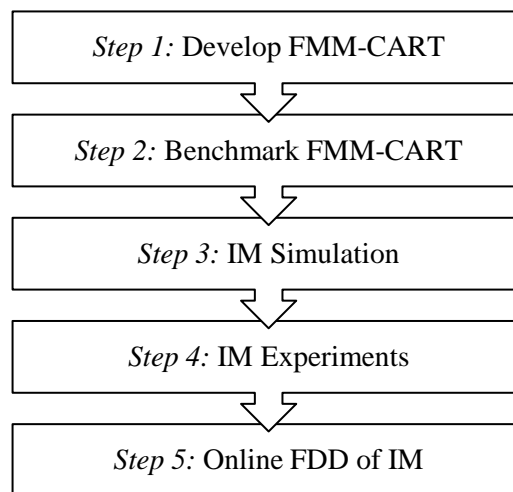 Step 1: Develop FMM-CART
Step 2: Benchmark FMM-CART
Step 3: IM Simulation
Step 4: IM Experiments
Step 5: Online FDD of IM